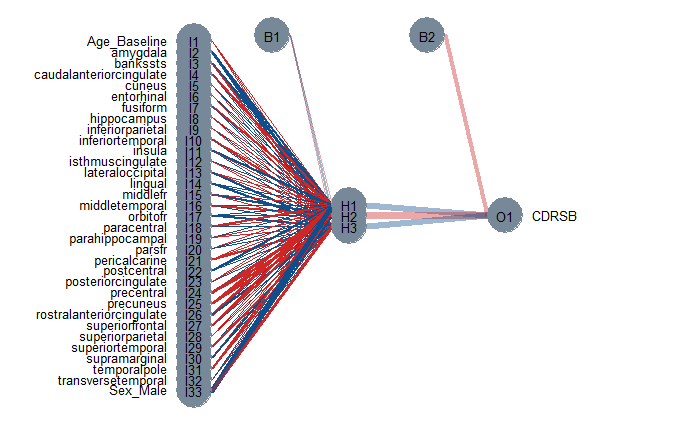 B1 B2
Age_Baseline I1
amygdala I2
bankssts I3
caudalanteriorcingulate I4
cuneus I5
entorhinal I6
fusiform I7
hippocampus I8
inferiorparietal I9
inferiortemporal I10
insula I11
isthmuscingulate I12
lateraloccipital I13
lingual I14
middlefr I15
middletemporal I16
orbitofr I17
paracentral I18
parahippocampal I19
parsfr I20
pericalcarine I21
postcentral I22
posteriorcingulate I23
precentral I24
precuneus I25
rostralanteriorcingulate I26
superiorfrontal I27
superiorparietal I28
superiortemporal I29
supramarginal I30
temporalpole I31
transversetemporal I32
Sex_Male I33
H1
H2
H3
O1 CDRSB